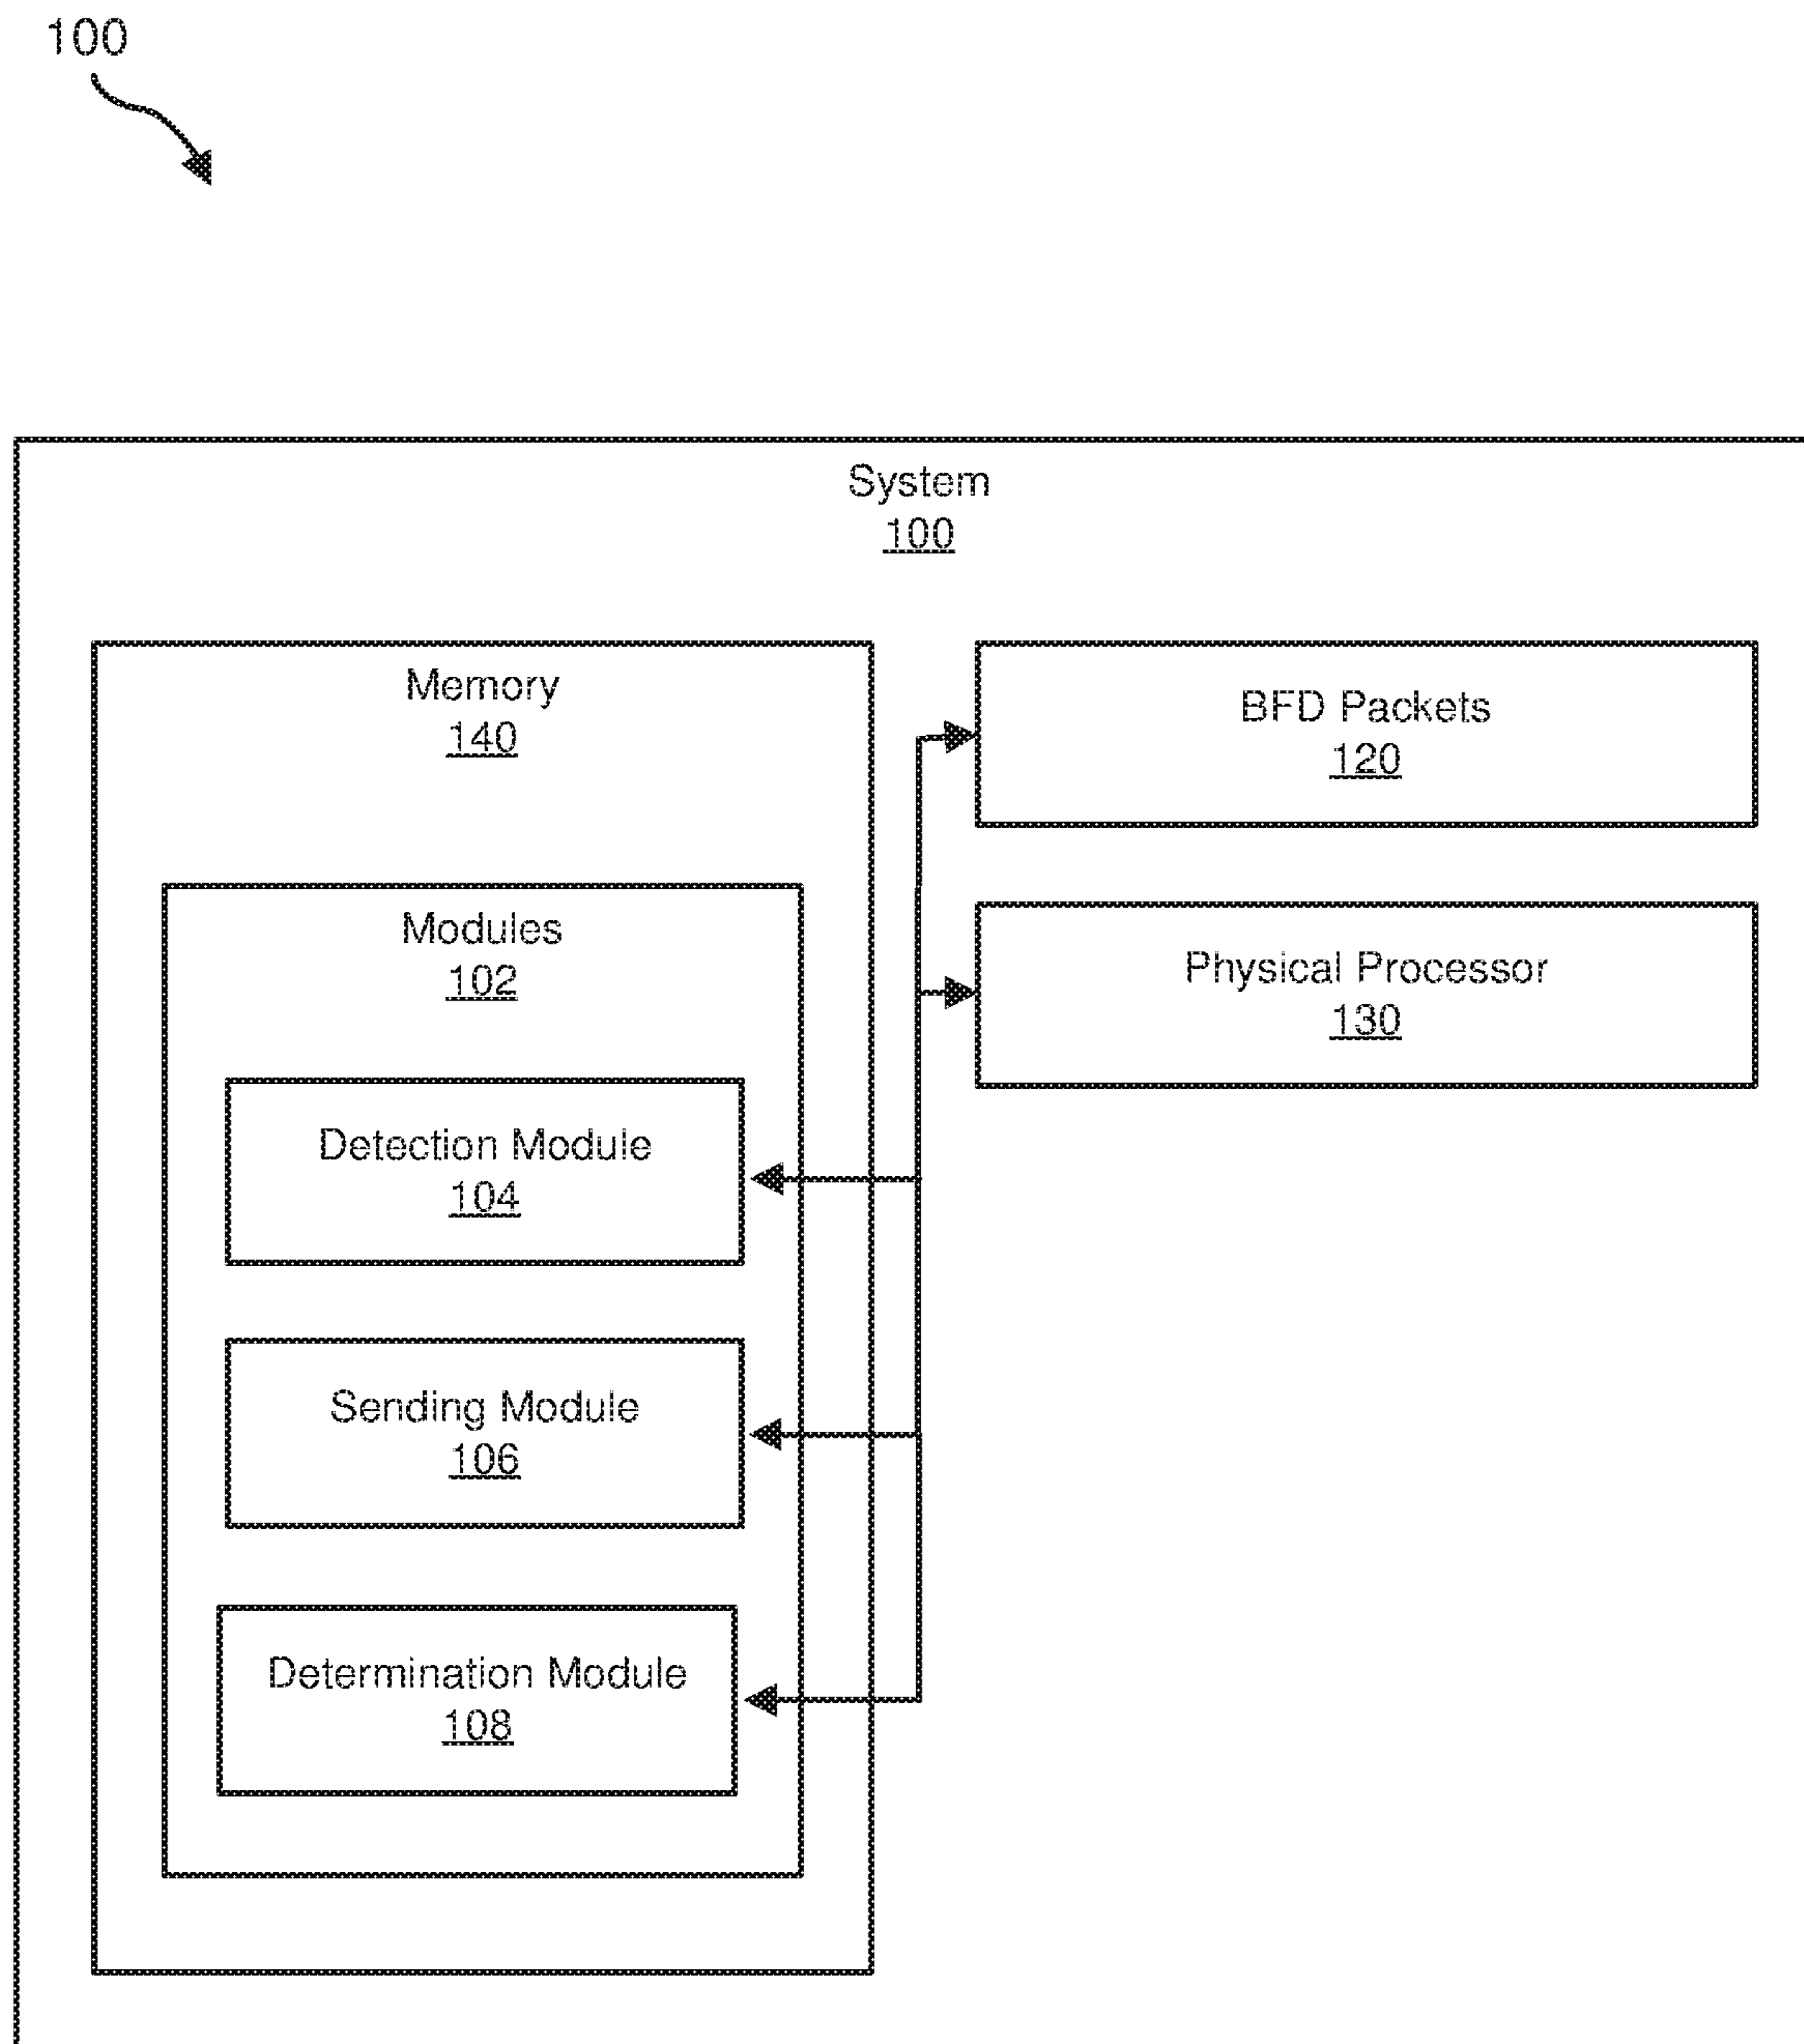 100
System
100
Memory
140
BFD Packets
120
Modules
102
Physical Processor
130
Detection Module
104
Sending Module
106
Determination Module
108